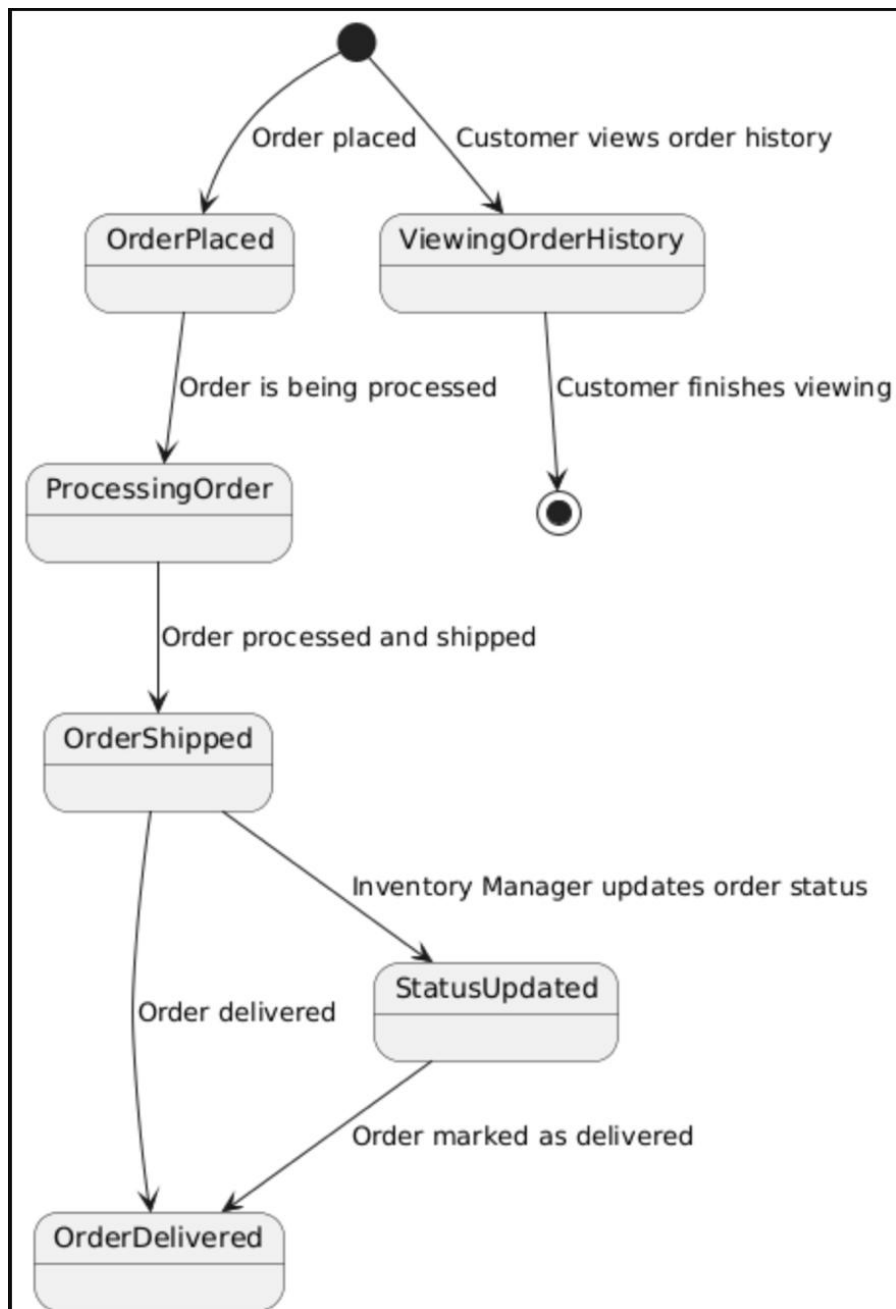 Order placed
Customer views order history
OrderPlaced
ViewingOrderHistory
Order is being processed
Customer finishes viewing
ProcessingOrder
Order processed and shipped
OrderShipped
Inventory Manager updates order status
StatusUpdated
Order delivered
Order marked as delivered
OrderDelivered